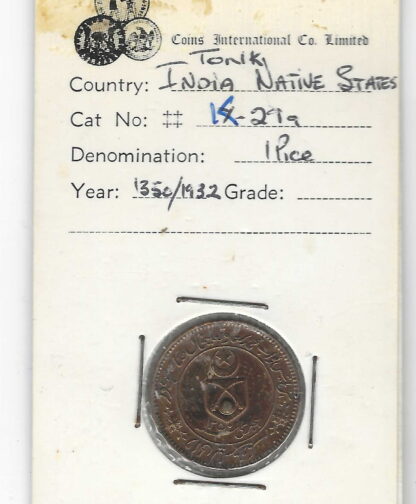 Coins International Co. Limited
TONK
Country: INDIA NATIVE STATES
Cat No: ‡‡ K-29a
Denomination: 1 Pice
Year: 1350/1932 Grade: